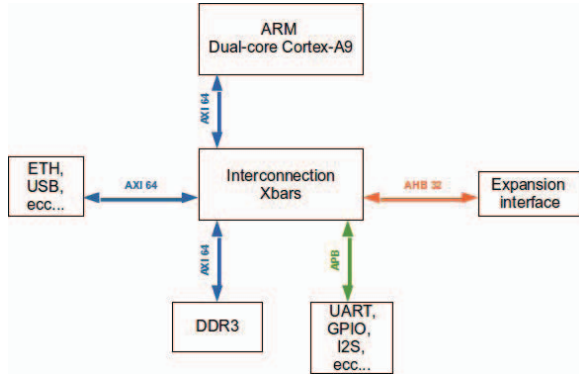 ARM
Dual-core Cortex-A9
AXI 64
ETH,
USB,
ecc...
AXI 64
Interconnection
Xbars
AHB 32
Expansion
interface
AXI 64
APB
DDR3
UART,
GPIO,
I2S,
ecc...